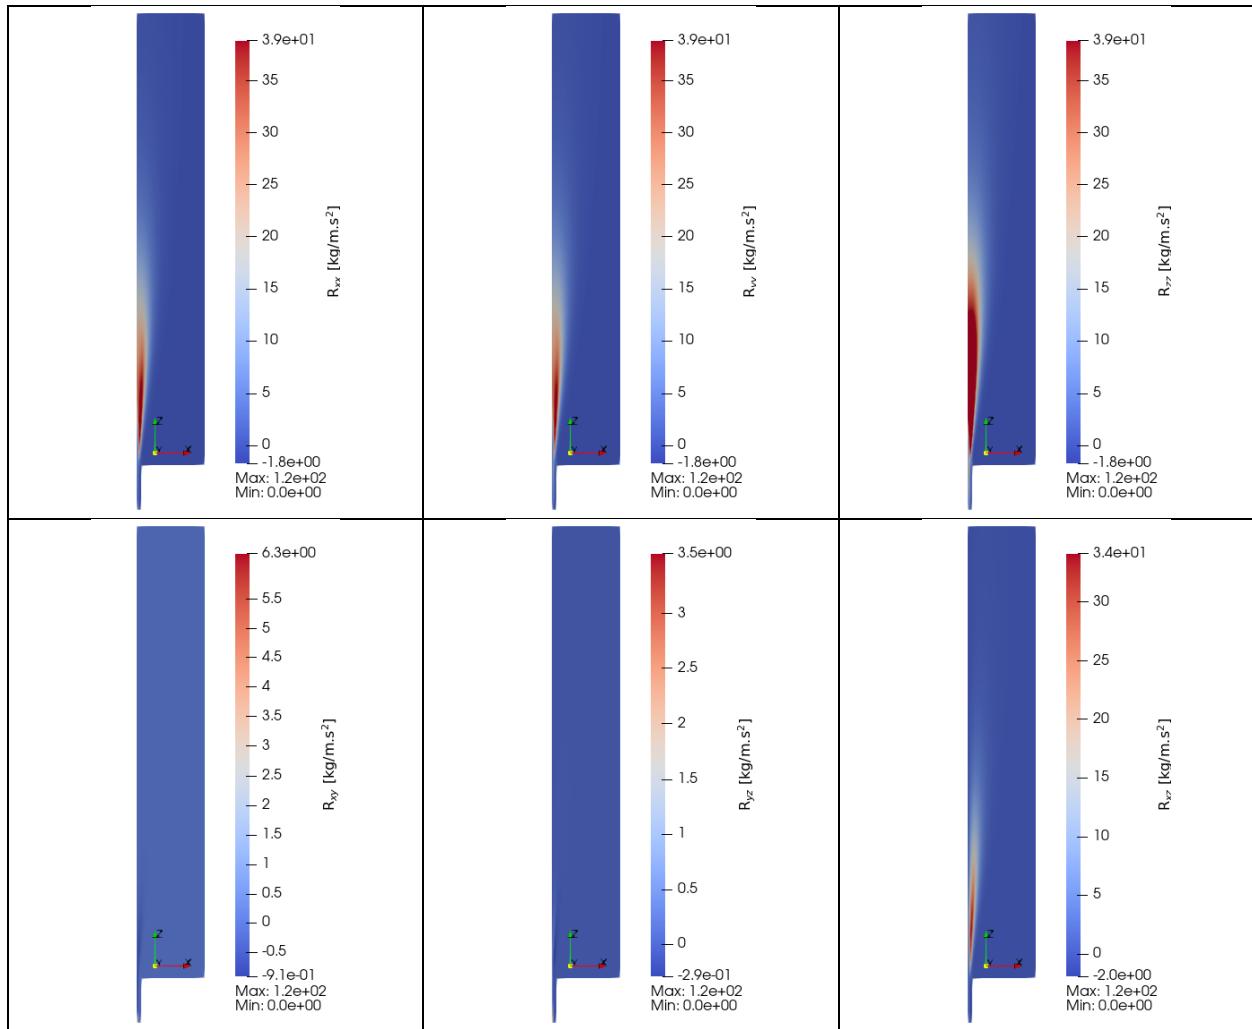 3.9e+01
35
30
25
20
15
10
5
0
-1.8e+00
Max: 1.2e+02
Min: 0.0e+00
Rxx [kg/m.s²]
Z
Y
X
3.9e+01
35
30
25
20
15
10
5
0
-1.8e+00
Max: 1.2e+02
Min: 0.0e+00
Ryy [kg/m.s²]
Z
Y
X
3.9e+01
35
30
25
20
15
10
5
0
-1.8e+00
Max: 1.2e+02
Min: 0.0e+00
Rzz [kg/m.s²]
Z
Y
X
6.3e+00
5.5
5
4.5
4
3.5
3
2.5
2
1.5
1
0.5
0
-0.5
-9.1e-01
Max: 1.2e+02
Min: 0.0e+00
Rxy [kg/m.s²]
Z
Y
X
3.5e+00
3
2.5
2
1.5
1
0.5
0
-2.9e-01
Max: 1.2e+02
Min: 0.0e+00
Ryz [kg/m.s²]
Z
Y
X
3.4e+01
30
25
20
15
10
5
0
-2.0e+00
Max: 1.2e+02
Min: 0.0e+00
Rxz [kg/m.s²]
Z
Y
X